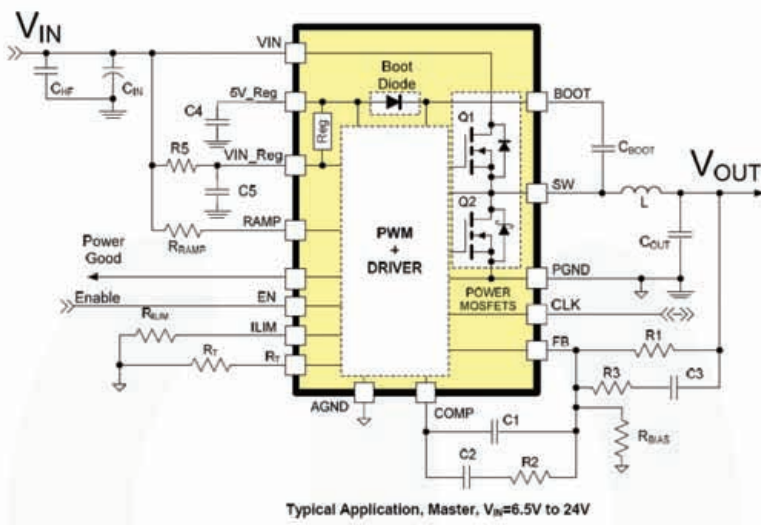 VIN
CHF
CIN
VIN
5V_Reg
Boot
Diode
BOOT
C4
Reg
Q1
CBOOT
R5
VIN_Reg
SW
VOUT
C5
L
Q2
RAMP
RRAMP
PWM
+
DRIVER
COUT
Power
Good
PGND
POWER
MOSFETS
Enable
EN
CLK
RILIM
ILIM
FB
R1
RT
RT
R3
C3
AGND
COMP
C1
RBIAS
C2
R2
Typical Application, Master, VIN=6.5V to 24V